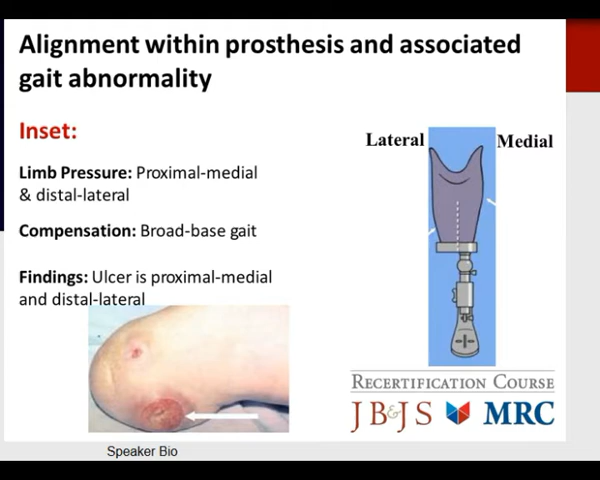 Alignment within prosthesis and associated
gait abnormality
Inset:
Limb Pressure: Proximal-medial
& distal-lateral
Compensation: Broad-base gait
Findings: Ulcer is proximal-medial
and distal-lateral
Lateral
Medial
RECERTIFICATION COURSE
JB&JS MRC
Speaker Bio